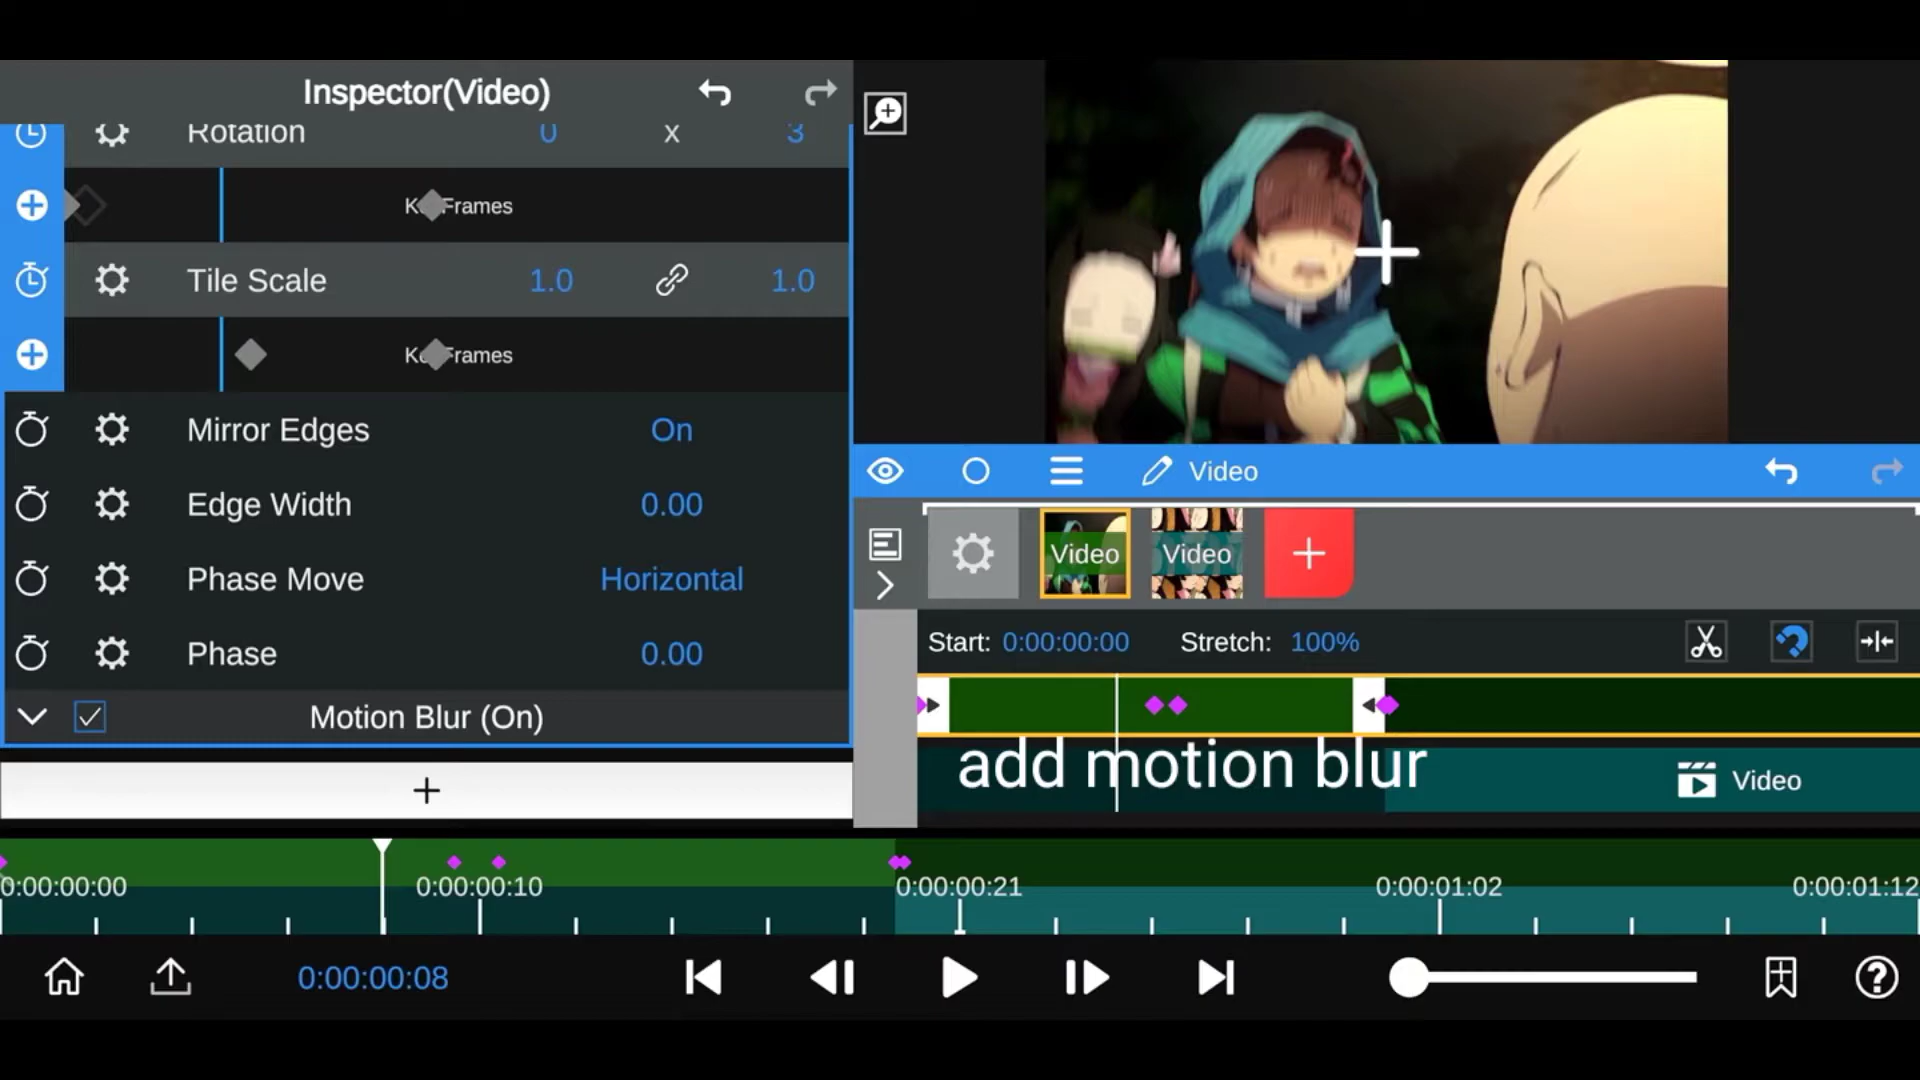 Inspector(Video)
Rotation 0 x 3
KeyFrames
Tile Scale 1.0 1.0
KeyFrames
Mirror Edges On
Edge Width 0.00
Phase Move Horizontal
Phase 0.00
Motion Blur (On)
+
Video
Video Video +
Start: 0:00:00:00 Stretch: 100%
add motion blur
Video
0:00:00:00 0:00:00:10 0:00:00:21 0:00:01:02 0:00:01:12
0:00:00:08